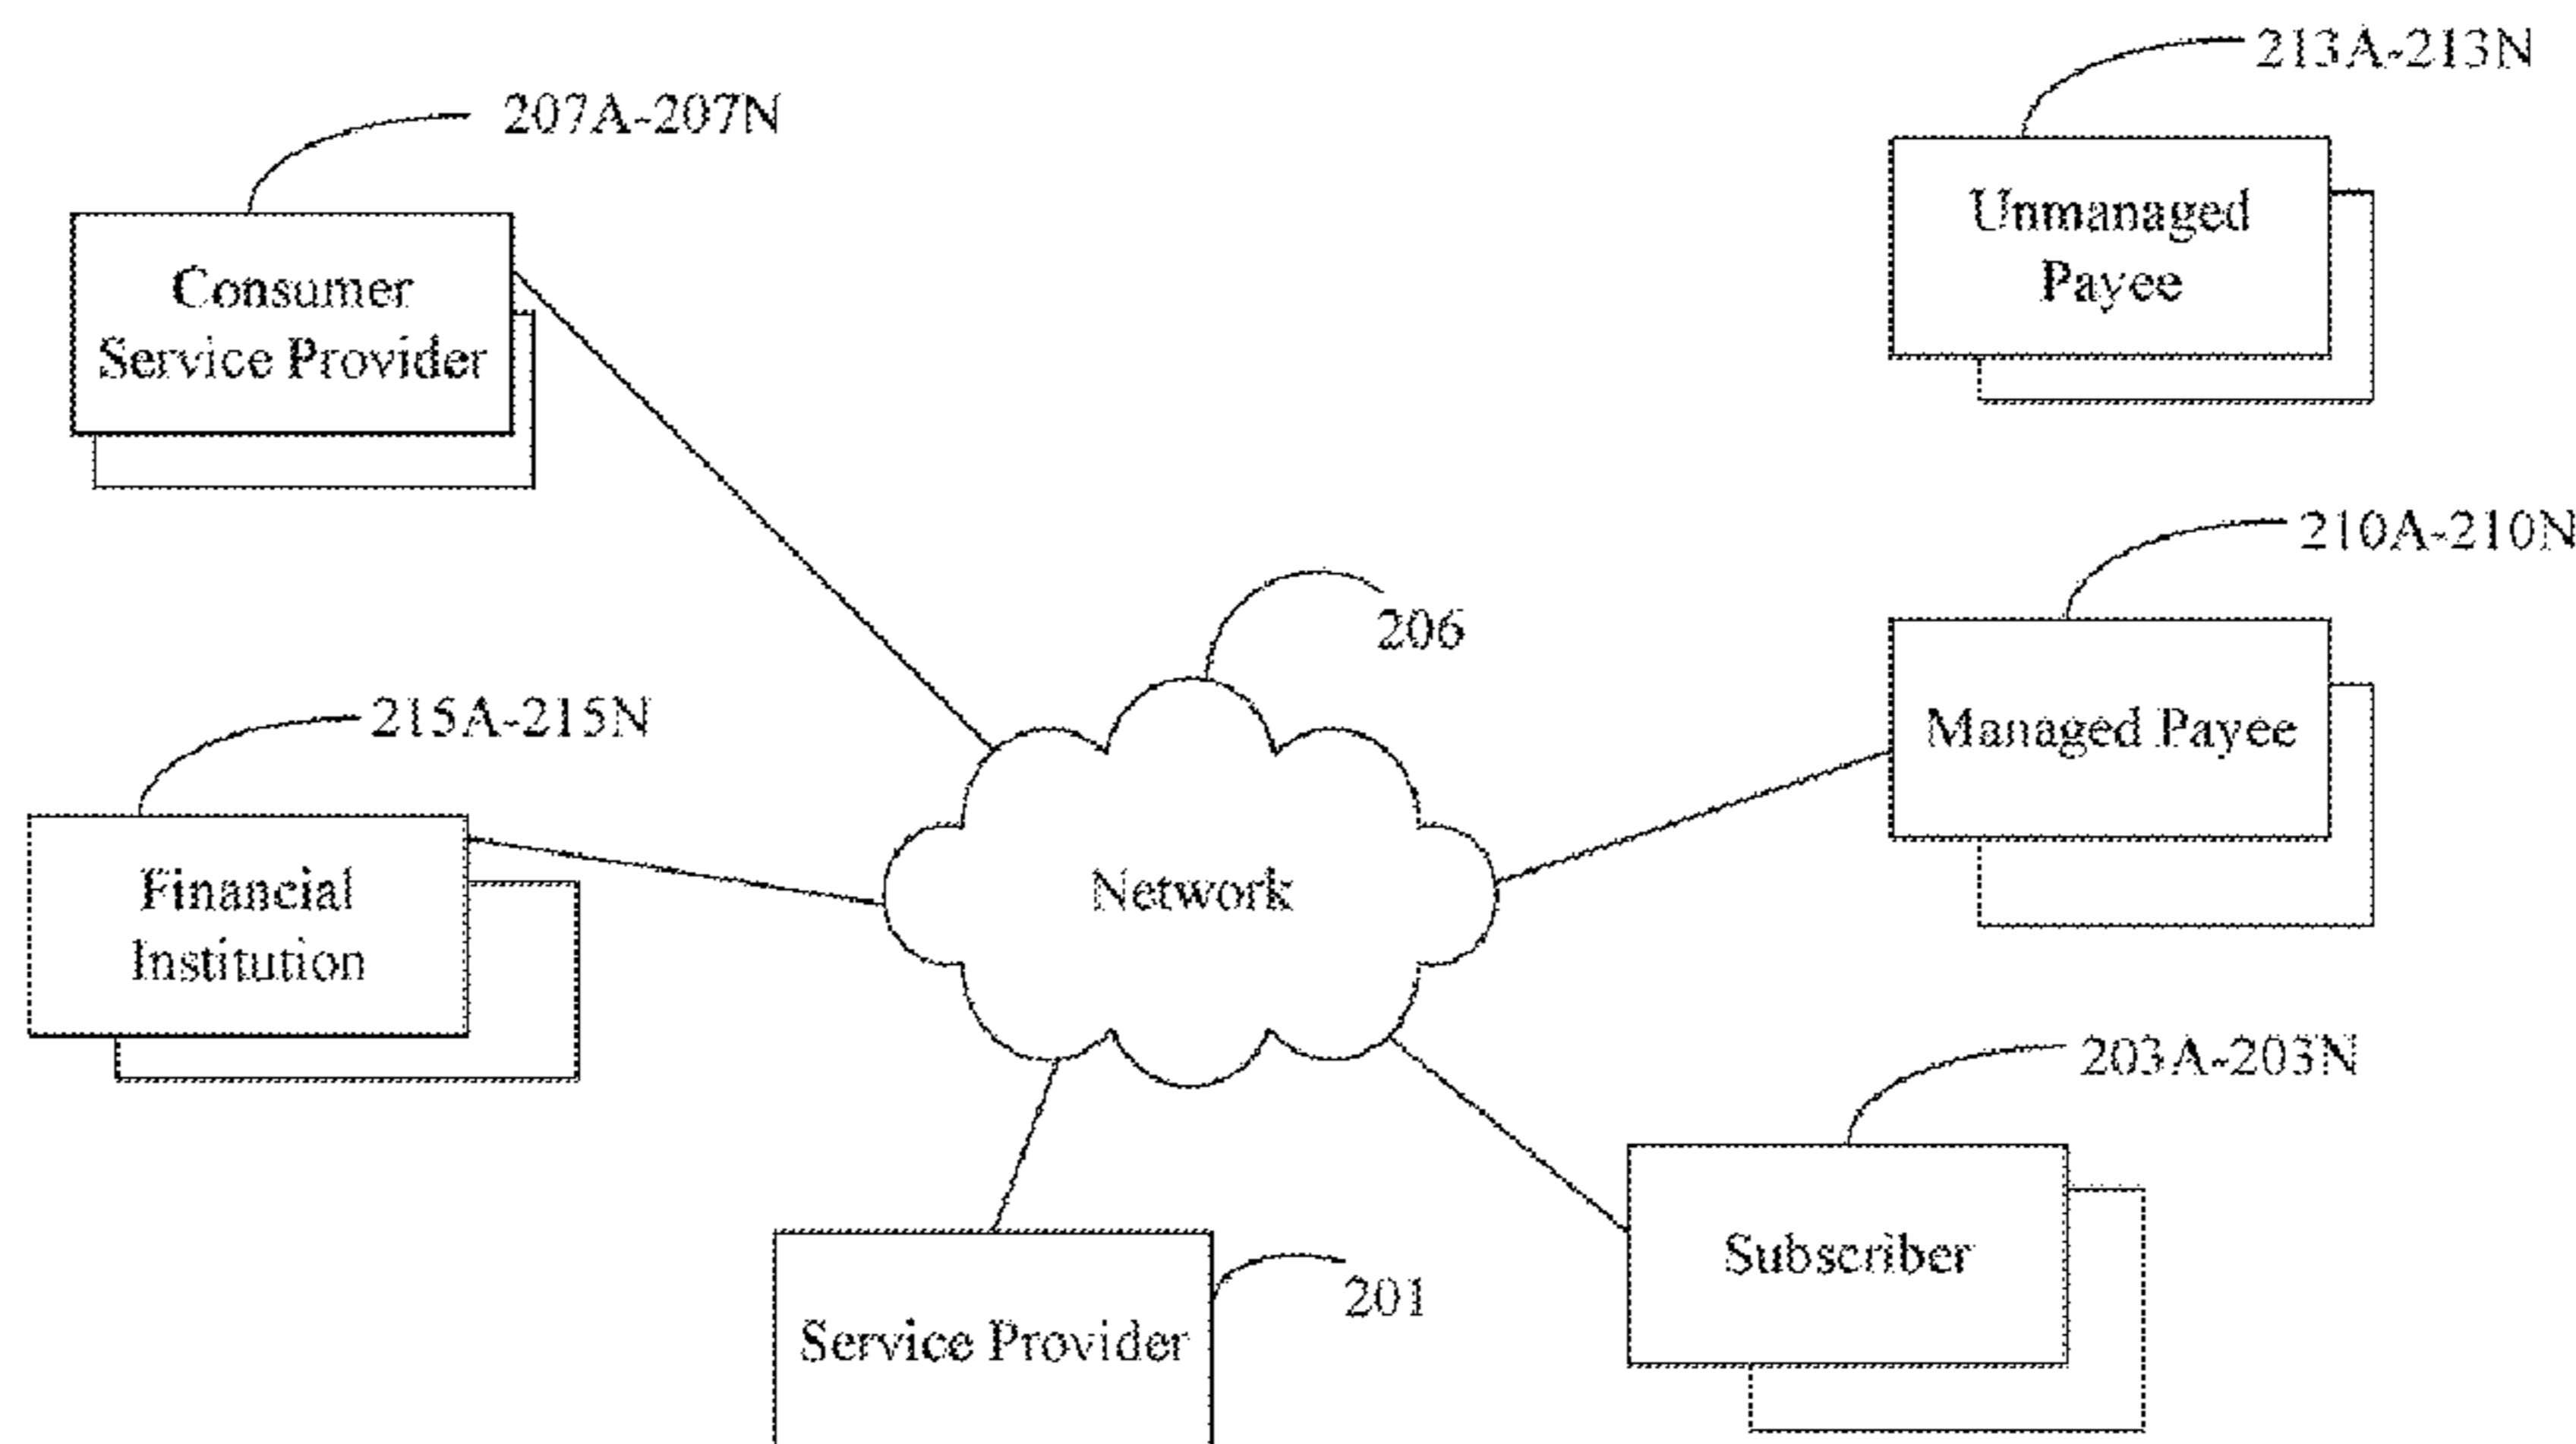 213A-213N
207A-207N
Unmanaged
Payee
Consumer
Service Provider
210A-210N
206
Managed Payee
215A-215N
Network
Financial
Institution
203A-203N
Subscriber
201
Service Provider